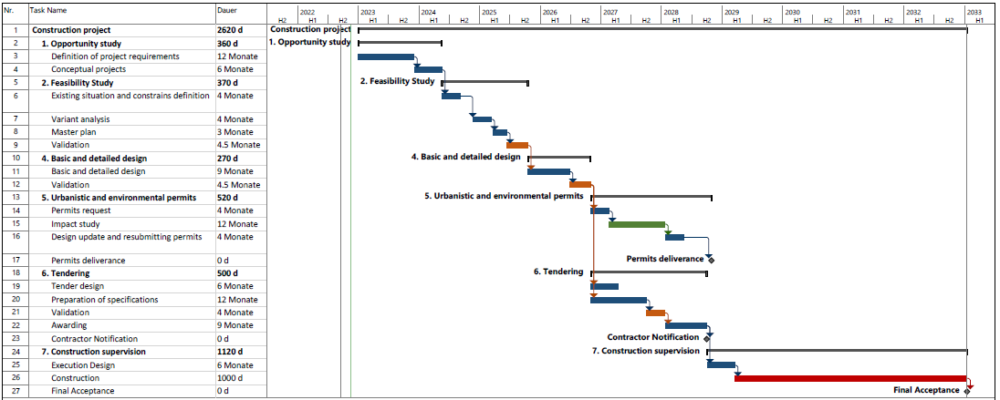 Nr. Task Name Dauer 2022 2023 2024 2025 2026 2027 2028 2029 2030 2031 2032 2033
H2 H1 H2 H1 H2 H1 H2 H1 H2 H1 H2 H1 H2 H1 H2 H1 H2 H1 H2 H1 H2 H1 H2 H1
1 Construction project 2620 d Construction project
2 1. Opportunity study 360 d 1. Opportunity study
3 Definition of project requirements 12 Monate
4 Conceptual projects 6 Monate
5 2. Feasibility Study 370 d 2. Feasibility Study
6 Existing situation and constrains definition 4 Monate
7 Variant analysis 4 Monate
8 Master plan 3 Monate
9 Validation 4.5 Monate
10 4. Basic and detailed design 270 d 4. Basic and detailed design
11 Basic and detailed design 9 Monate
12 Validation 4.5 Monate
13 5. Urbanistic and environmental permits 520 d 5. Urbanistic and environmental permits
14 Permits request 4 Monate
15 Impact study 12 Monate
16 Design update and resubmitting permits 4 Monate
17 Permits deliverance 0 d Permits deliverance
18 6. Tendering 500 d 6. Tendering
19 Tender design 6 Monate
20 Preparation of specifications 12 Monate
21 Validation 4 Monate
22 Awarding 9 Monate
23 Contractor Notification 0 d Contractor Notification
24 7. Construction supervision 1120 d 7. Construction supervision
25 Execution Design 6 Monate
26 Construction 1000 d
27 Final Acceptance 0 d Final Acceptance